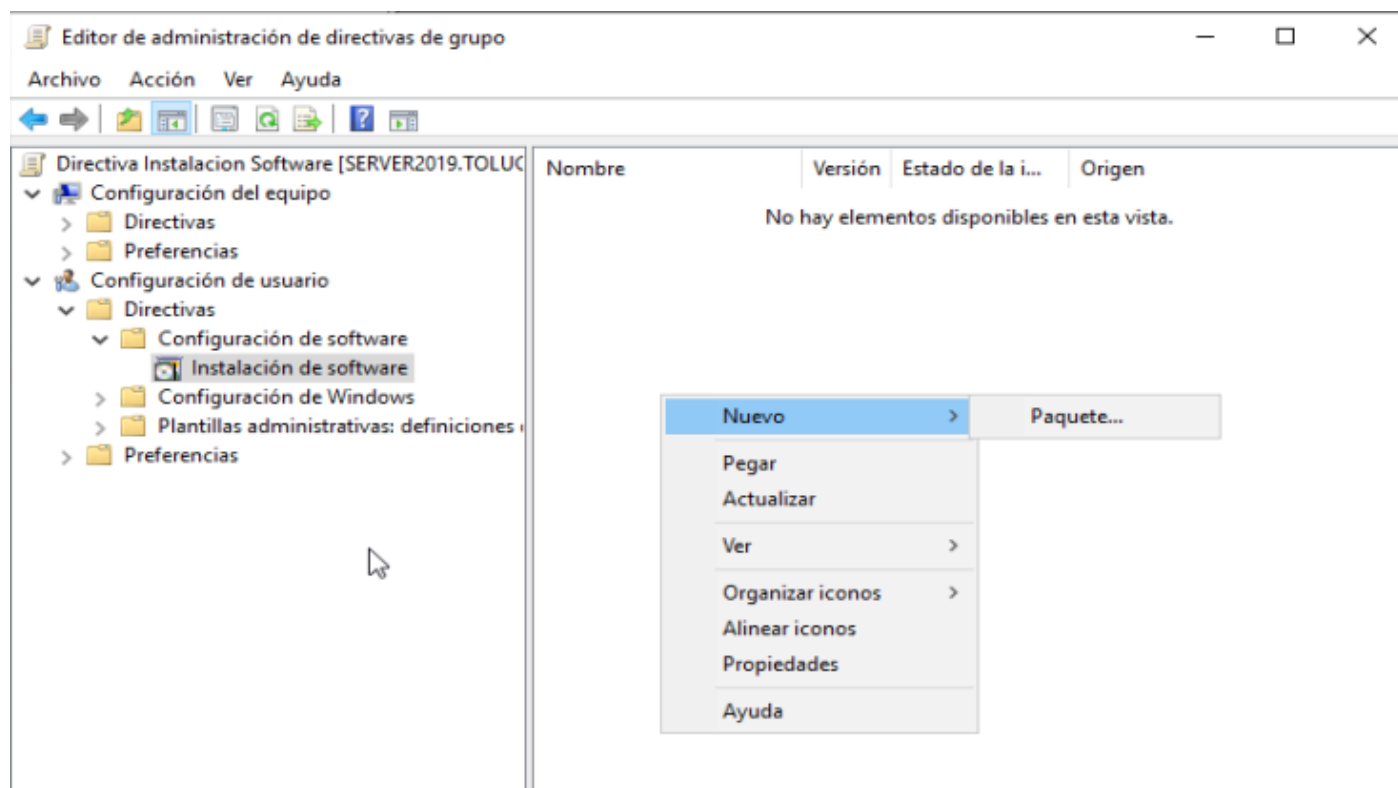 Editor de administración de directivas de grupo
Archivo Acción Ver Ayuda
Directiva Instalacion Software [SERVER2019.TOLUC
Configuración del equipo
Directivas
Preferencias
Configuración de usuario
Directivas
Configuración de software
Instalación de software
Configuración de Windows
Plantillas administrativas: definiciones
Preferencias
Nombre Versión Estado de la i... Origen
No hay elementos disponibles en esta vista.
Nuevo Paquete...
Pegar
Actualizar
Ver
Organizar iconos
Alinear iconos
Propiedades
Ayuda